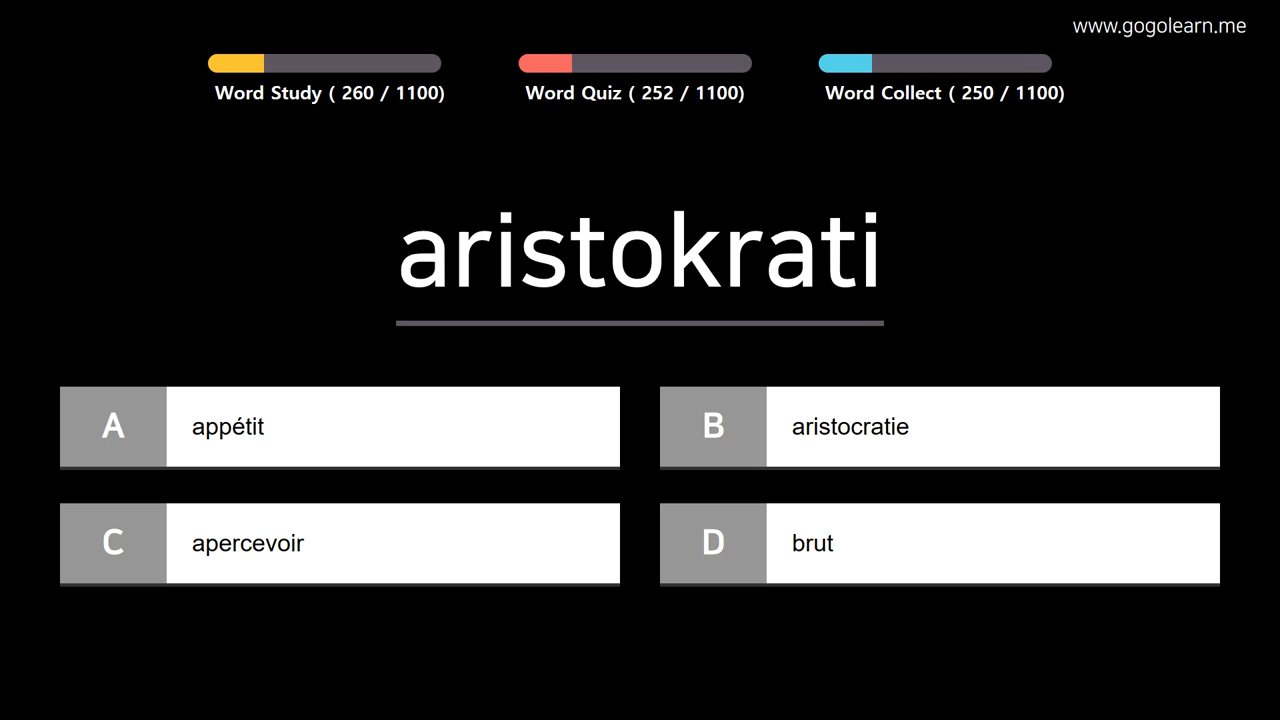 www.gogolearn.me
Word Study ( 260 / 1100)
Word Quiz ( 252 / 1100)
Word Collect ( 250 / 1100)
aristokrati
A appétit
B aristocratie
C apercevoir
D brut